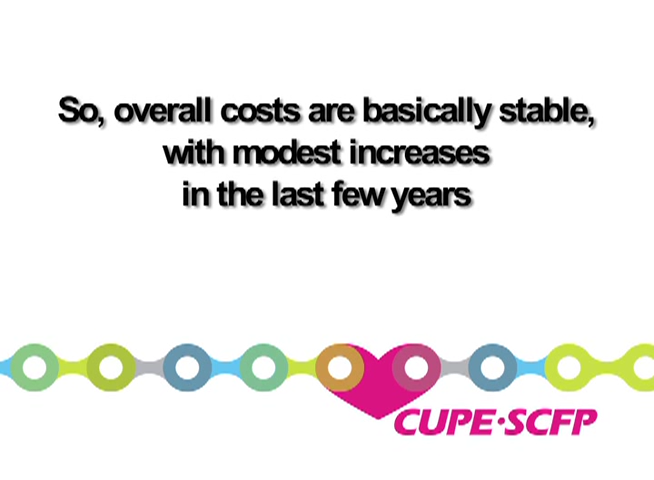 So, overall costs are basically stable,
with modest increases
in the last few years
CUPE·SCFP